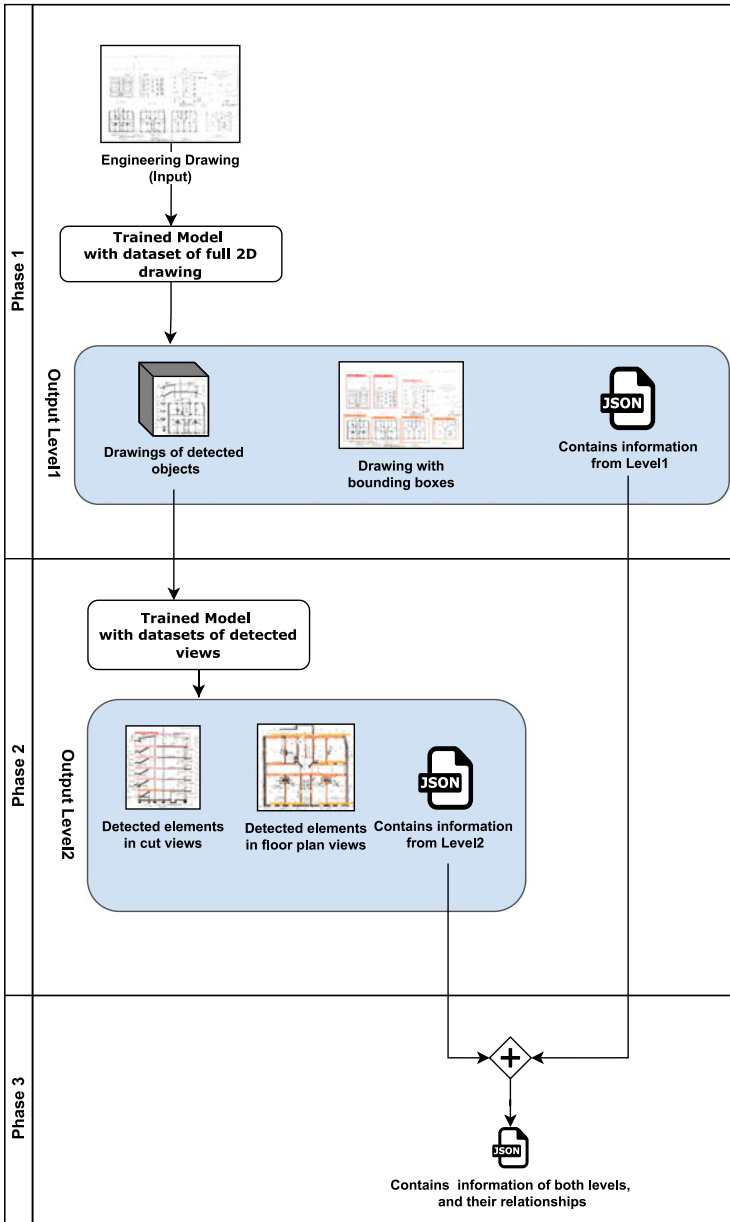 Phase 1
Engineering Drawing
(Input)
Trained Model
with dataset of full 2D
drawing
Output Level1
Drawings of detected
objects
Drawing with
bounding boxes
JSON
Contains information
from Level1
Phase 2
Trained Model
with datasets of detected
views
Output Level2
Detected elements
in cut views
Detected elements
in floor plan views
JSON
Contains information
from Level2
Phase 3
JSON
Contains information of both levels,
and their relationships